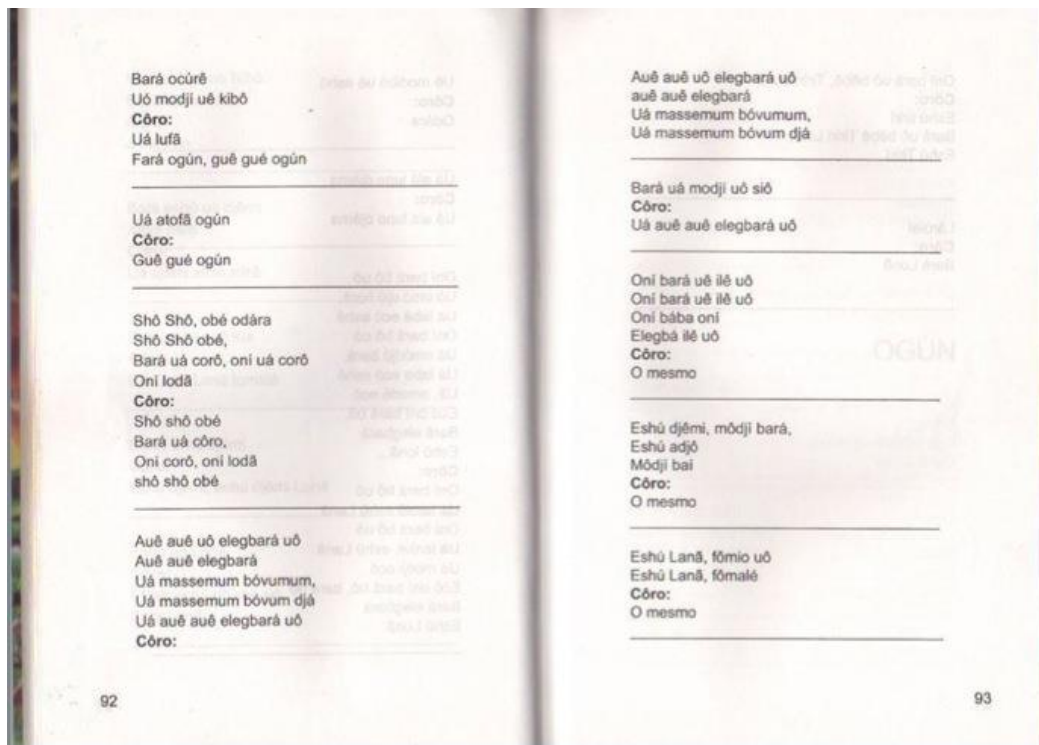 Bará ocùrê
Uó modjí uê kibô
Côro:
Uá lufã
Fará ogún, guê gué ogún
Uá atofã ogún
Côro:
Guê gué ogún
Shô Shô, obé odára
Shô Shô obé,
Bará uá corô, oni uá corô
Oní lodã
Côro:
Shô shô obé
Bará uá côro,
Oni corô, oní lodã
shô shô obé
Auê auê uô elegbará uô
Auê auê elegbará
Uá massemum bóvumum,
Uá massemum bóvum djá
Uá auê auê elegbará uô
Côro:
92
Auê auê uô elegbará uô
auê auê elegbará
Uá massemum bóvumum,
Uá massemum bóvum djá
Bará uá modji uô siô
Côro:
Uá auê auê elegbará uô
Oní bará uê ilê uô
Oní bará uê ilê uô
Oní bába oní
Elegbá ilê uô
Côro:
O mesmo
Eshú djêmi, môdjí bará,
Eshú adjô
Môdji baí
Côro:
O mesmo
Eshú Lanã, fômio uô
Eshú Lanã, fômalé
Côro:
O mesmo
93